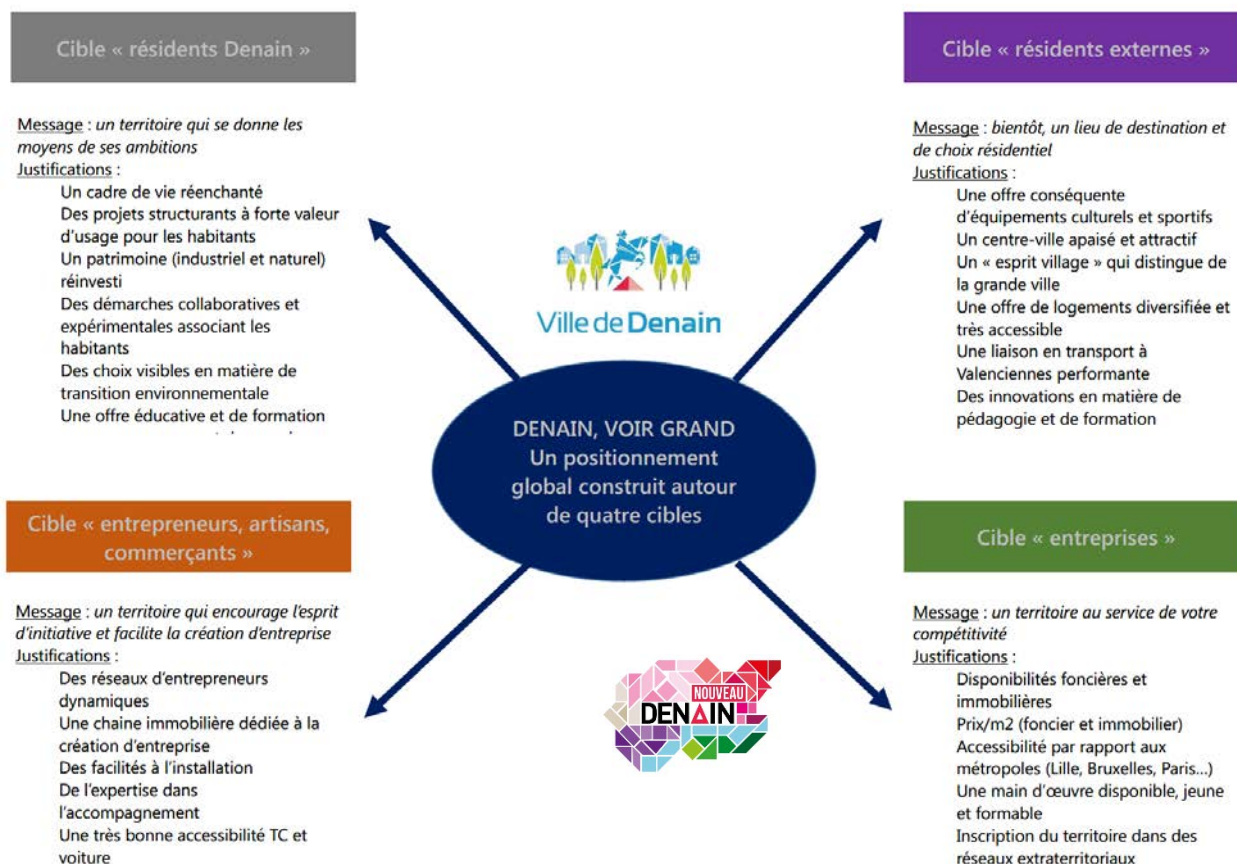 Cible « résidents Denain »
Message : un territoire qui se donne les
moyens de ses ambitions
Justifications :
Un cadre de vie réenchanté
Des projets structurants à forte valeur
d'usage pour les habitants
Un patrimoine (industriel et naturel)
réinvesti
Des démarches collaboratives et
expérimentales associant les
habitants
Des choix visibles en matière de
transition environnementale
Une offre éducative et de formation
Cible « résidents externes »
Message : bientôt, un lieu de destination et
de choix résidentiel
Justifications :
Une offre conséquente
d'équipements culturels et sportifs
Un centre-ville apaisé et attractif
Un « esprit village » qui distingue de
la grande ville
Une offre de logements diversifiée et
très accessible
Une liaison en transport à
Valenciennes performante
Des innovations en matière de
pédagogie et de formation
Ville de Denain
DENAIN, VOIR GRAND
Un positionnement
global construit autour
de quatre cibles
Cible « entrepreneurs, artisans,
commerçants »
Message : un territoire qui encourage l'esprit
d'initiative et facilite la création d'entreprise
Justifications :
Des réseaux d'entrepreneurs
dynamiques
Une chaine immobilière dédiée à la
création d'entreprise
Des facilités à l'installation
De l'expertise dans
l'accompagnement
Une très bonne accessibilité TC et
voiture
NOUVEAU
DENAIN
Cible « entreprises »
Message : un territoire au service de votre
compétitivité
Justifications :
Disponibilités foncières et
immobilières
Prix/m2 (foncier et immobilier)
Accessibilité par rapport aux
métropoles (Lille, Bruxelles, Paris...)
Une main d'œuvre disponible, jeune
et formable
Inscription du territoire dans des
réseaux extraterritoriaux